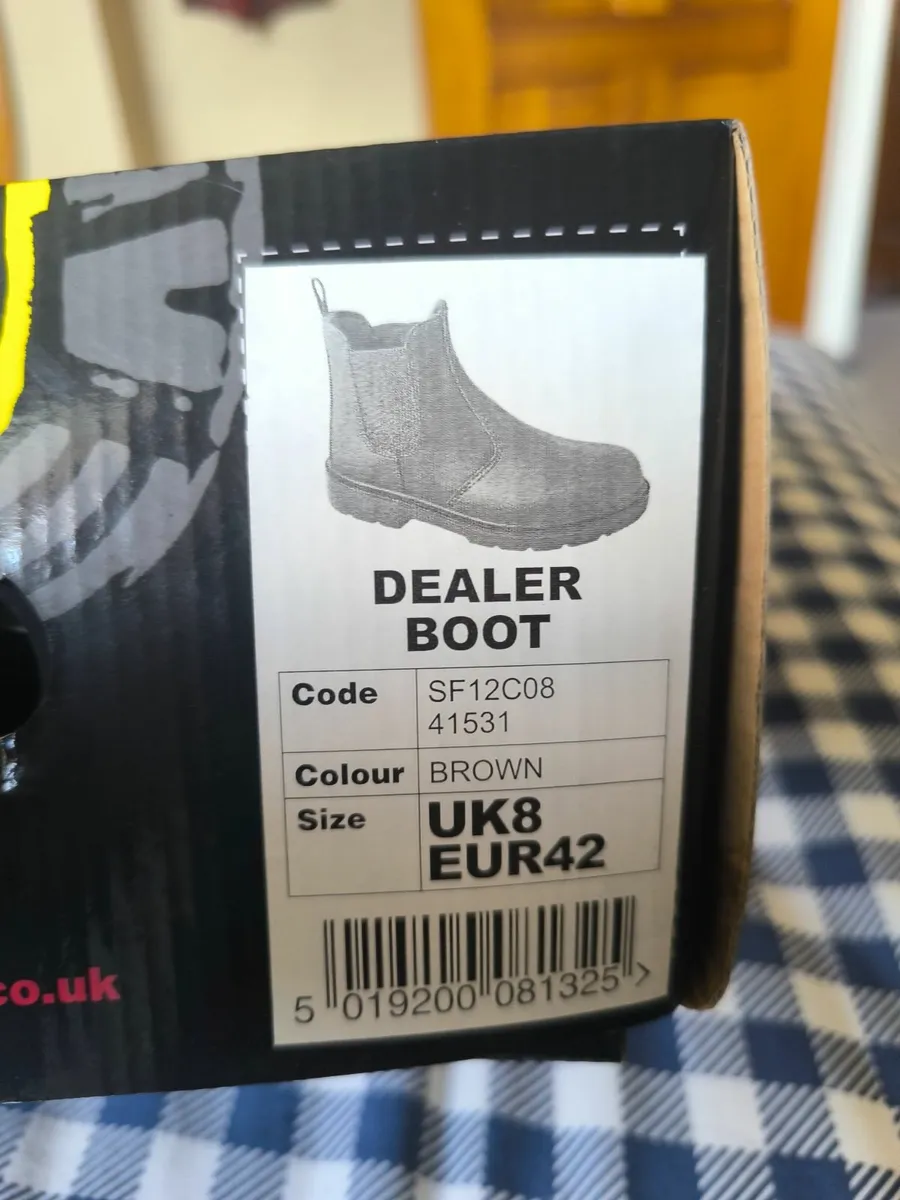 DEALER
BOOT
Code SF12C08
41531
Colour BROWN
Size UK8
EUR42
5 019200 081325 >
co.uk